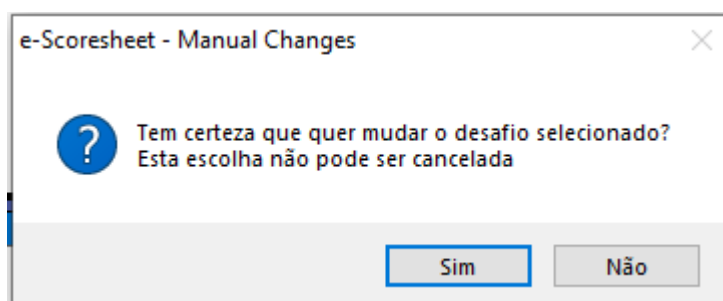 e-Scoresheet - Manual Changes
Tem certeza que quer mudar o desafio selecionado?
Esta escolha não pode ser cancelada
Sim Não